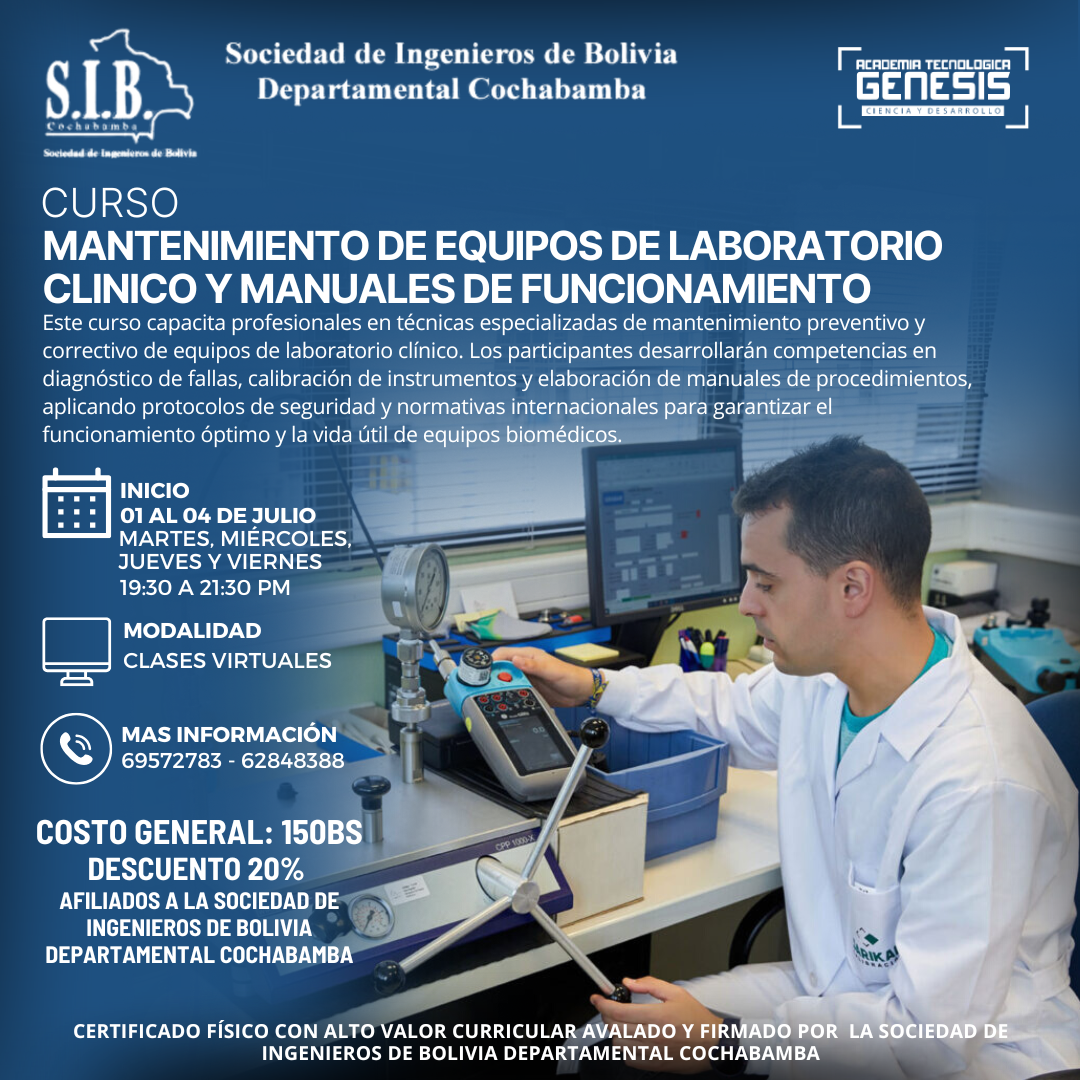 S.I.B.
Cochabamba
Sociedad de Ingenieros de Bolivia
Sociedad de Ingenieros de Bolivia
Departamental Cochabamba
ACADEMIA TECNOLOGICA
GENESIS
CIENCIA Y DESARROLLO
CURSO
MANTENIMIENTO DE EQUIPOS DE LABORATORIO
CLINICO Y MANUALES DE FUNCIONAMIENTO
Este curso capacita profesionales en técnicas especializadas de mantenimiento preventivo y
correctivo de equipos de laboratorio clínico. Los participantes desarrollarán competencias en
diagnóstico de fallas, calibración de instrumentos y elaboración de manuales de procedimientos,
aplicando protocolos de seguridad y normativas internacionales para garantizar el
funcionamiento óptimo y la vida útil de equipos biomédicos.
INICIO
01 AL 04 DE JULIO
MARTES, MIÉRCOLES,
JUEVES Y VIERNES
19:30 A 21:30 PM
MODALIDAD
CLASES VIRTUALES
MAS INFORMACIÓN
69572783 - 62848388
COSTO GENERAL: 150BS
DESCUENTO 20%
AFILIADOS A LA SOCIEDAD DE
INGENIEROS DE BOLIVIA
DEPARTAMENTAL COCHABAMBA
CPP 1000-X
CERTIFICADO FÍSICO CON ALTO VALOR CURRICULAR AVALADO Y FIRMADO POR LA SOCIEDAD DE
INGENIEROS DE BOLIVIA DEPARTAMENTAL COCHABAMBA